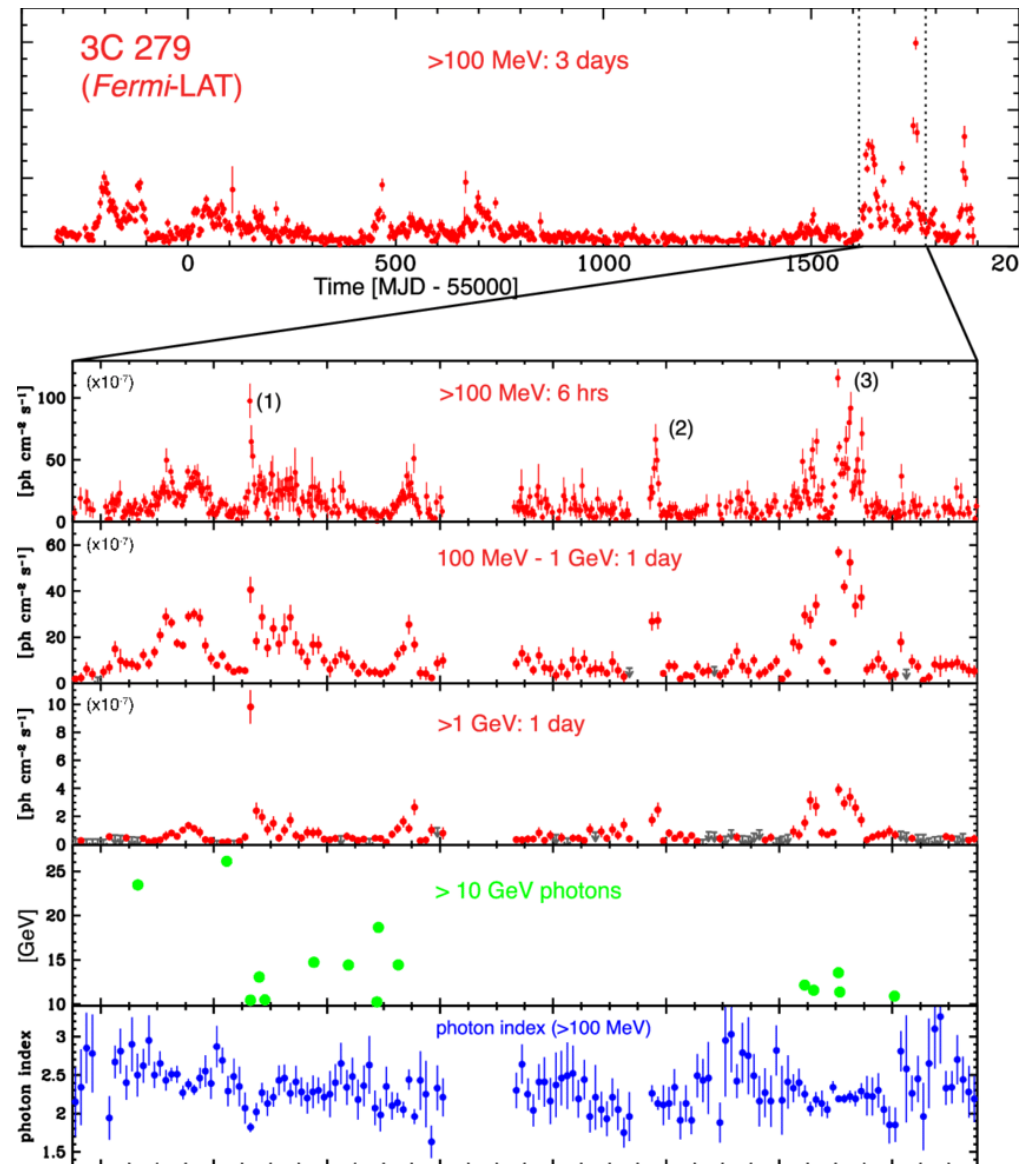 3C 279
(Fermi-LAT)
>100 MeV: 3 days
0 500 1000 1500 20
Time [MJD - 55000]
(x10⁻⁷)
>100 MeV: 6 hrs
(1)
(2)
(3)
100
50
0
[ph cm⁻² s⁻¹]
(x10⁻⁷)
100 MeV - 1 GeV: 1 day
60
40
20
0
[ph cm⁻² s⁻¹]
(x10⁻⁷)
>1 GeV: 1 day
10
8
6
4
2
0
[ph cm⁻² s⁻¹]
> 10 GeV photons
25
20
15
10
[GeV]
photon index (>100 MeV)
3
2.5
2
1.5
photon index